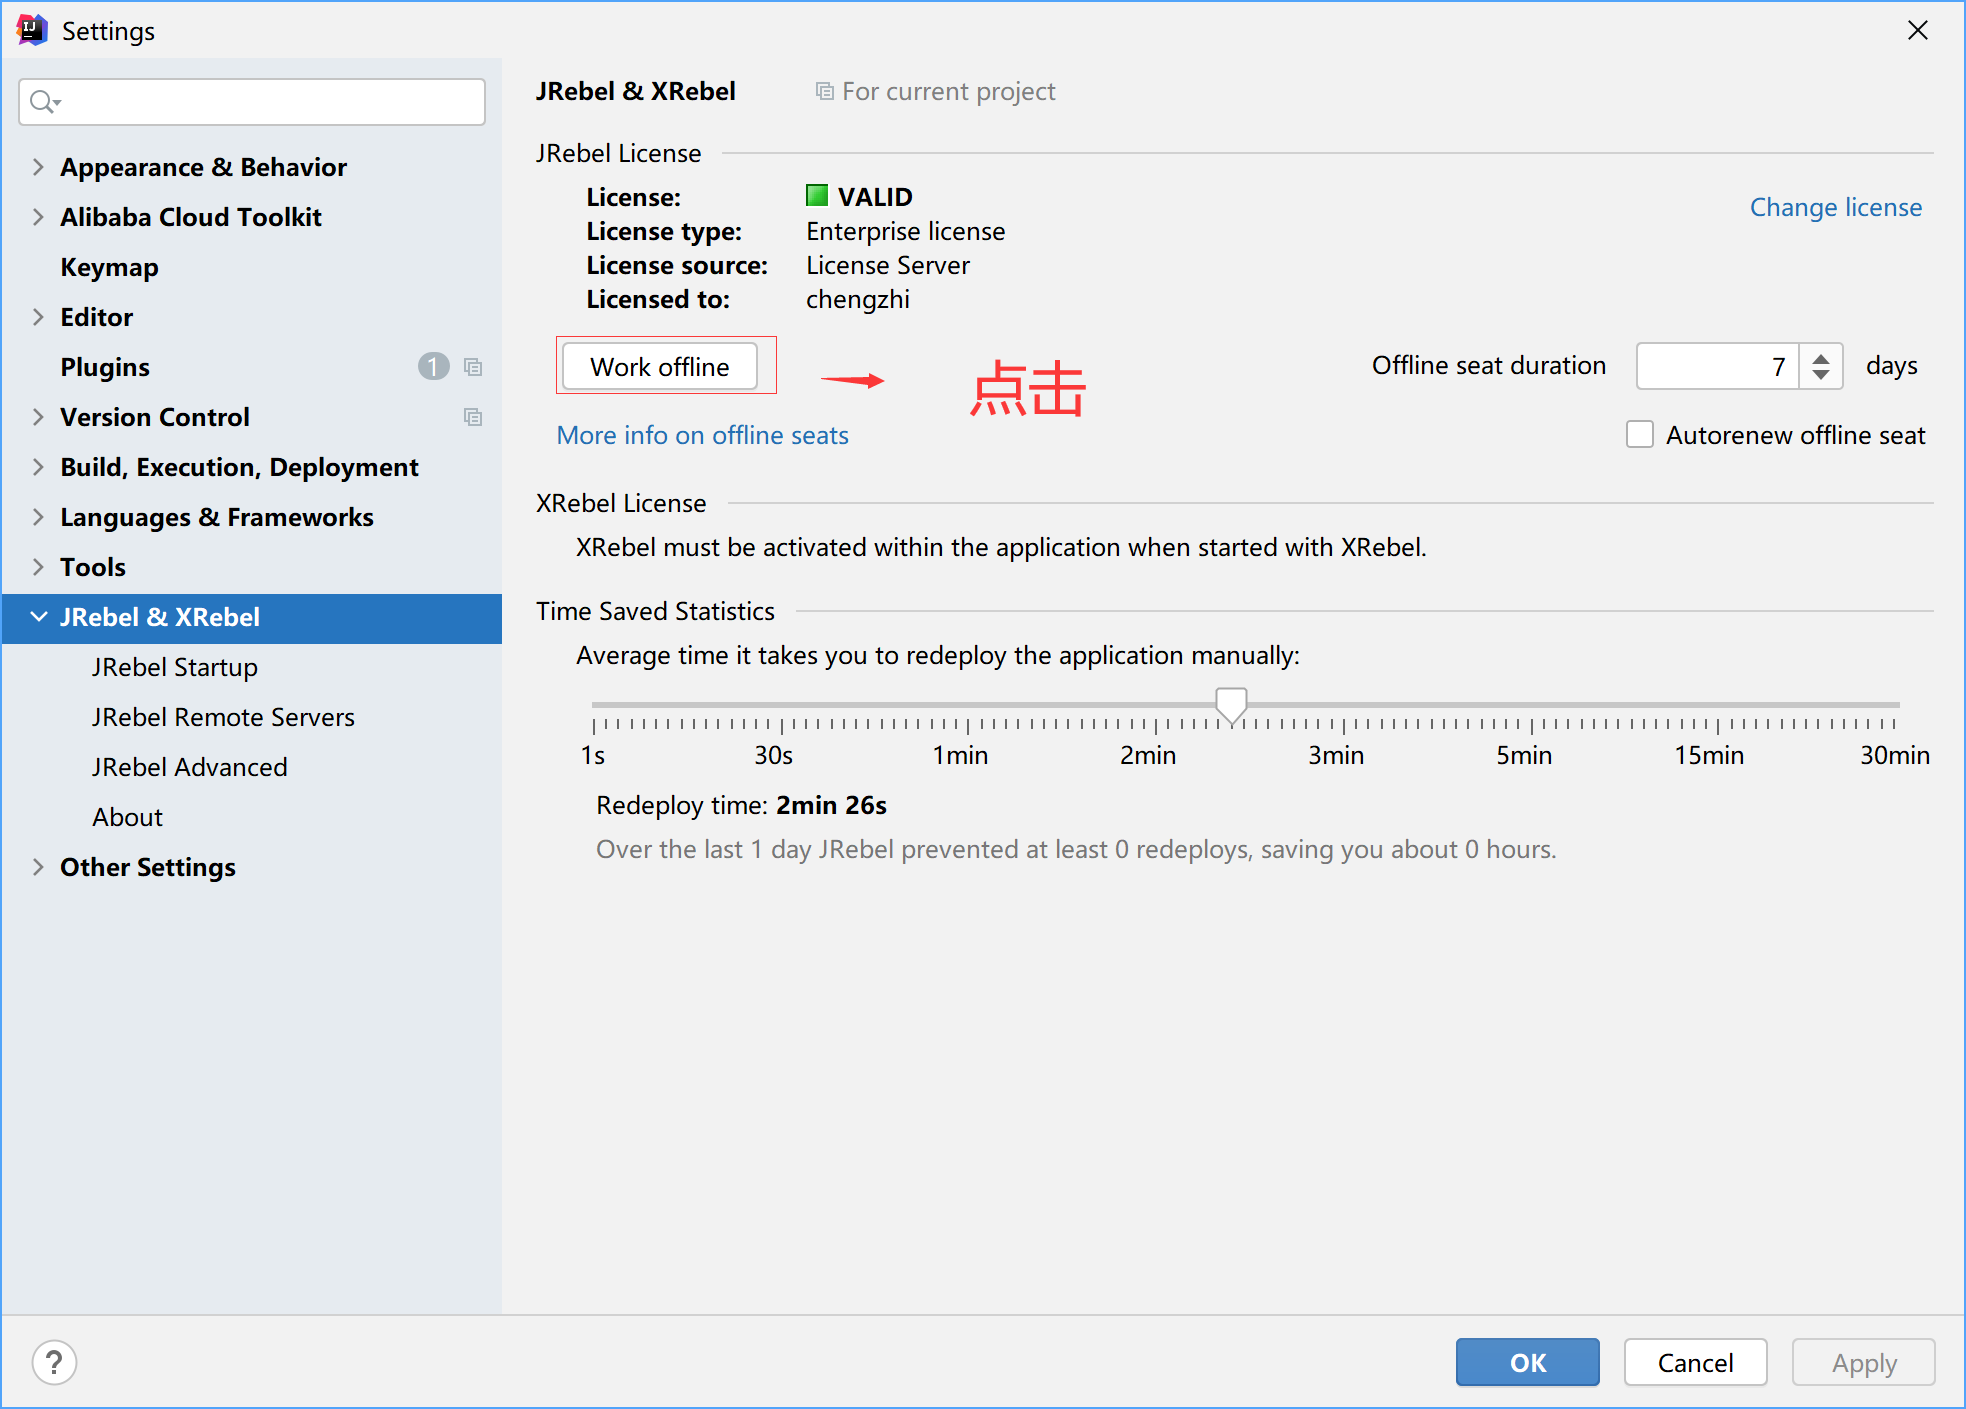 Settings
JRebel & XRebel
For current project
Appearance & Behavior
Alibaba Cloud Toolkit
Keymap
Editor
Plugins
1
Version Control
Build, Execution, Deployment
Languages & Frameworks
Tools
JRebel & XRebel
JRebel Startup
JRebel Remote Servers
JRebel Advanced
About
Other Settings
JRebel License
License: VALID
Change license
License type: Enterprise license
License source: License Server
Licensed to: chengzhi
Work offline
点击
Offline seat duration 7 days
More info on offline seats
Autorenew offline seat
XRebel License
XRebel must be activated within the application when started with XRebel.
Time Saved Statistics
Average time it takes you to redeploy the application manually:
1s 30s 1min 2min 3min 5min 15min 30min
Redeploy time: 2min 26s
Over the last 1 day JRebel prevented at least 0 redeploys, saving you about 0 hours.
?
OK
Cancel
Apply